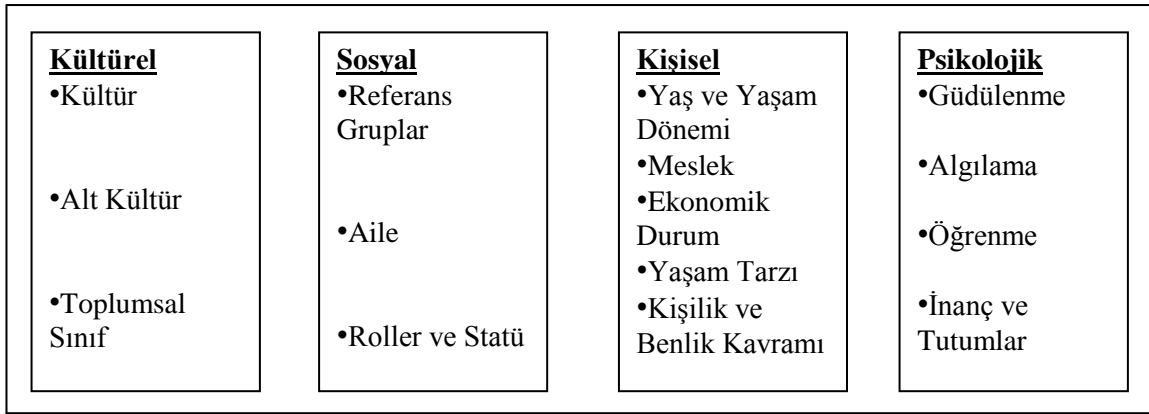 Kültürel
•Kültür
•Alt Kültür
•Toplumsal
Sınıf
Sosyal
•Referans
Gruplar
•Aile
•Roller ve Statü
Kişisel
•Yaş ve Yaşam
Dönemi
•Meslek
•Ekonomik
Durum
•Yaşam Tarzı
•Kişilik ve
Benlik Kavramı
Psikolojik
•Güdülenme
•Algılama
•Öğrenme
•İnanç ve
Tutumlar